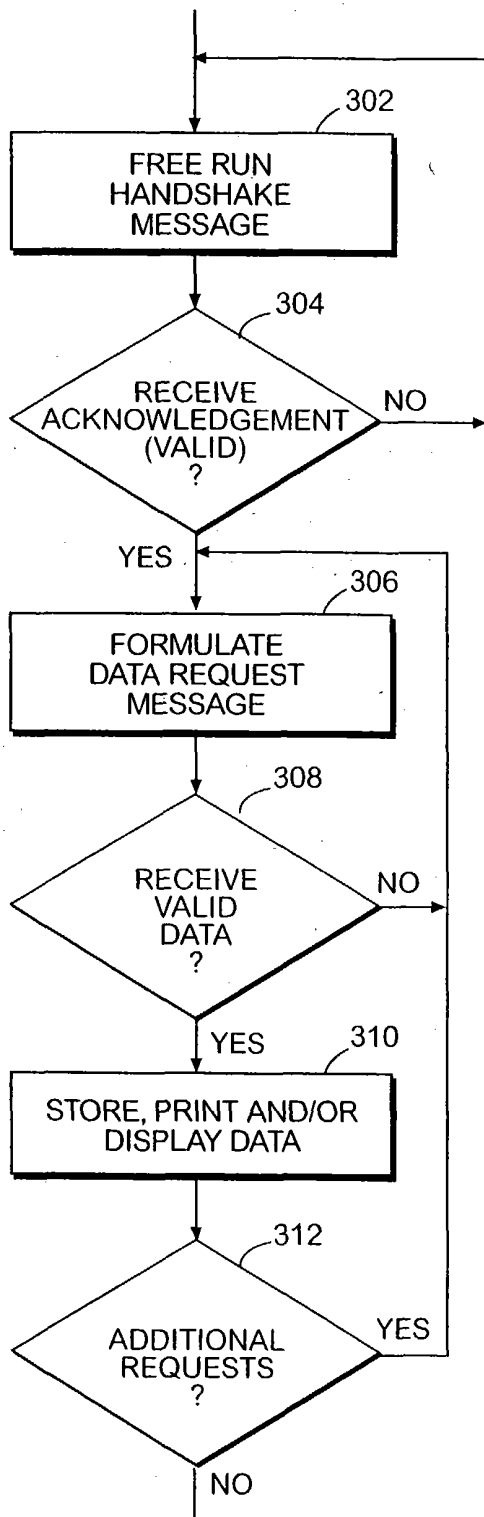 302
FREE RUN
HANDSHAKE
MESSAGE
304
RECEIVE
ACKNOWLEDGEMENT
(VALID)
?
NO
YES
306
FORMULATE
DATA REQUEST
MESSAGE
308
RECEIVE
VALID
DATA
?
NO
YES
310
STORE, PRINT AND/OR
DISPLAY DATA
312
ADDITIONAL
REQUESTS
?
YES
NO